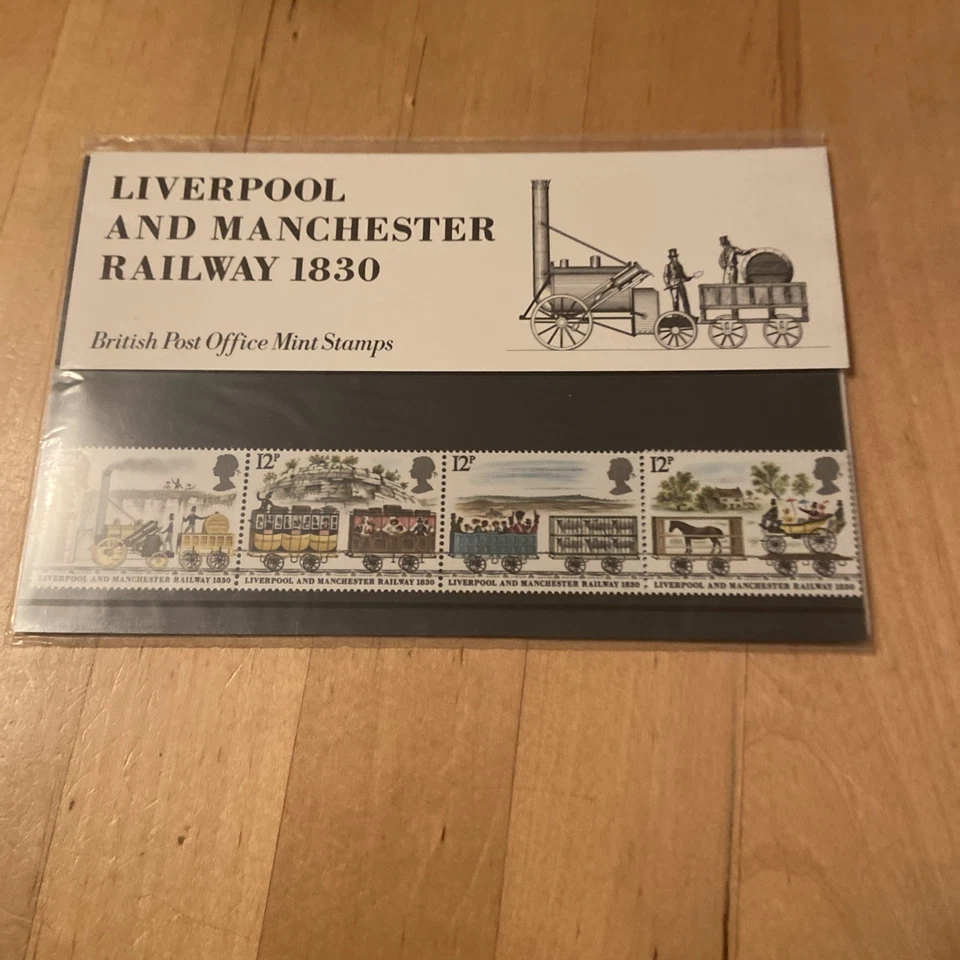 LIVERPOOL
AND MANCHESTER
RAILWAY 1830
British Post Office Mint Stamps
12P
12P
12P
LIVERPOOL AND MANCHESTER RAILWAY 1830
LIVERPOOL AND MANCHESTER RAILWAY 1830
LIVERPOOL AND MANCHESTER RAILWAY 1830
LIVERPOOL AND MANCHESTER RAILWAY 1830